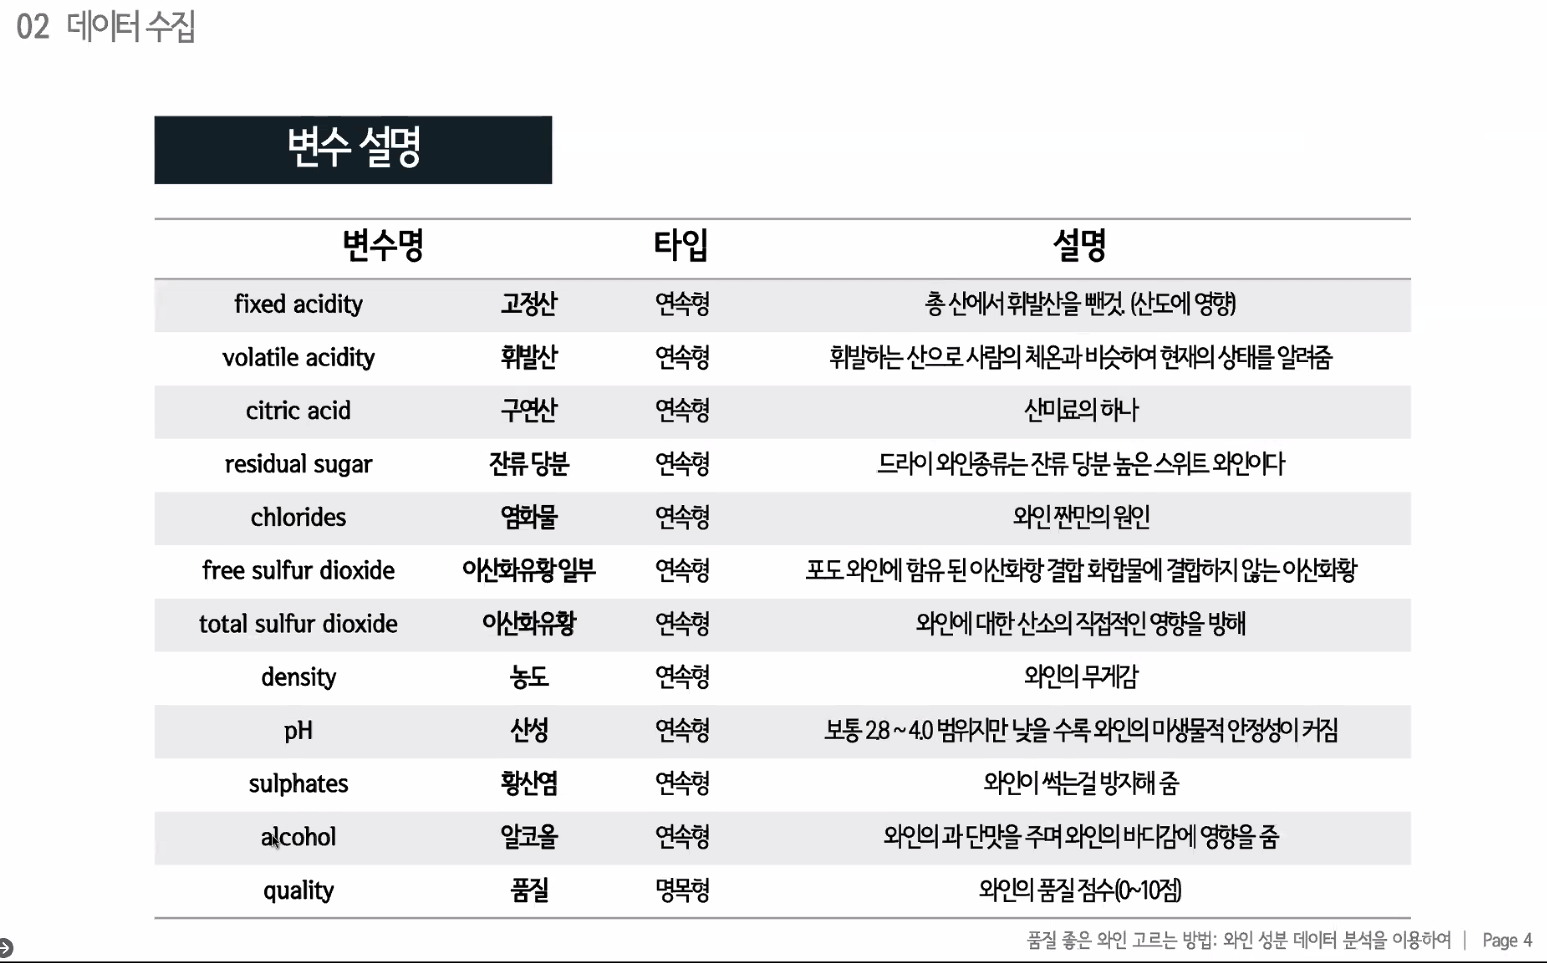 02 데이터 수집
변수 설명
변수명 타입 설명
fixed acidity 고정산 연속형 총 산에서 휘발산을 뺀것. (산도에 영향)
volatile acidity 휘발산 연속형 휘발하는 산으로 사람의 체온과 비슷하여 현재의 상태를 알려줌
citric acid 구연산 연속형 산미료의 하나
residual sugar 잔류 당분 연속형 드라이 와인종류는 잔류 당분 높은 스위트 와인이다
chlorides 염화물 연속형 와인 짠만의 원인
free sulfur dioxide 이산화유황 일부 연속형 포도 와인에 함유 된 이산화항 결합 화합물에 결합하지 않는 이산화황
total sulfur dioxide 이산화유황 연속형 와인에 대한 산소의 직접적인 영향을 방해
density 농도 연속형 와인의 무게감
pH 산성 연속형 보통 2.8 ~ 4.0 범위지만 낮을 수록 와인의 미생물적 안정성이 커짐
sulphates 황산염 연속형 와인이 썩는걸 방지해 줌
alcohol 알코올 연속형 와인의 과 단맛을 주며 와인의 바디감에 영향을 줌
quality 품질 명목형 와인의 품질 점수(0~10점)
품질 좋은 와인 고르는 방법: 와인 성분 데이터 분석을 이용하여 | Page 4